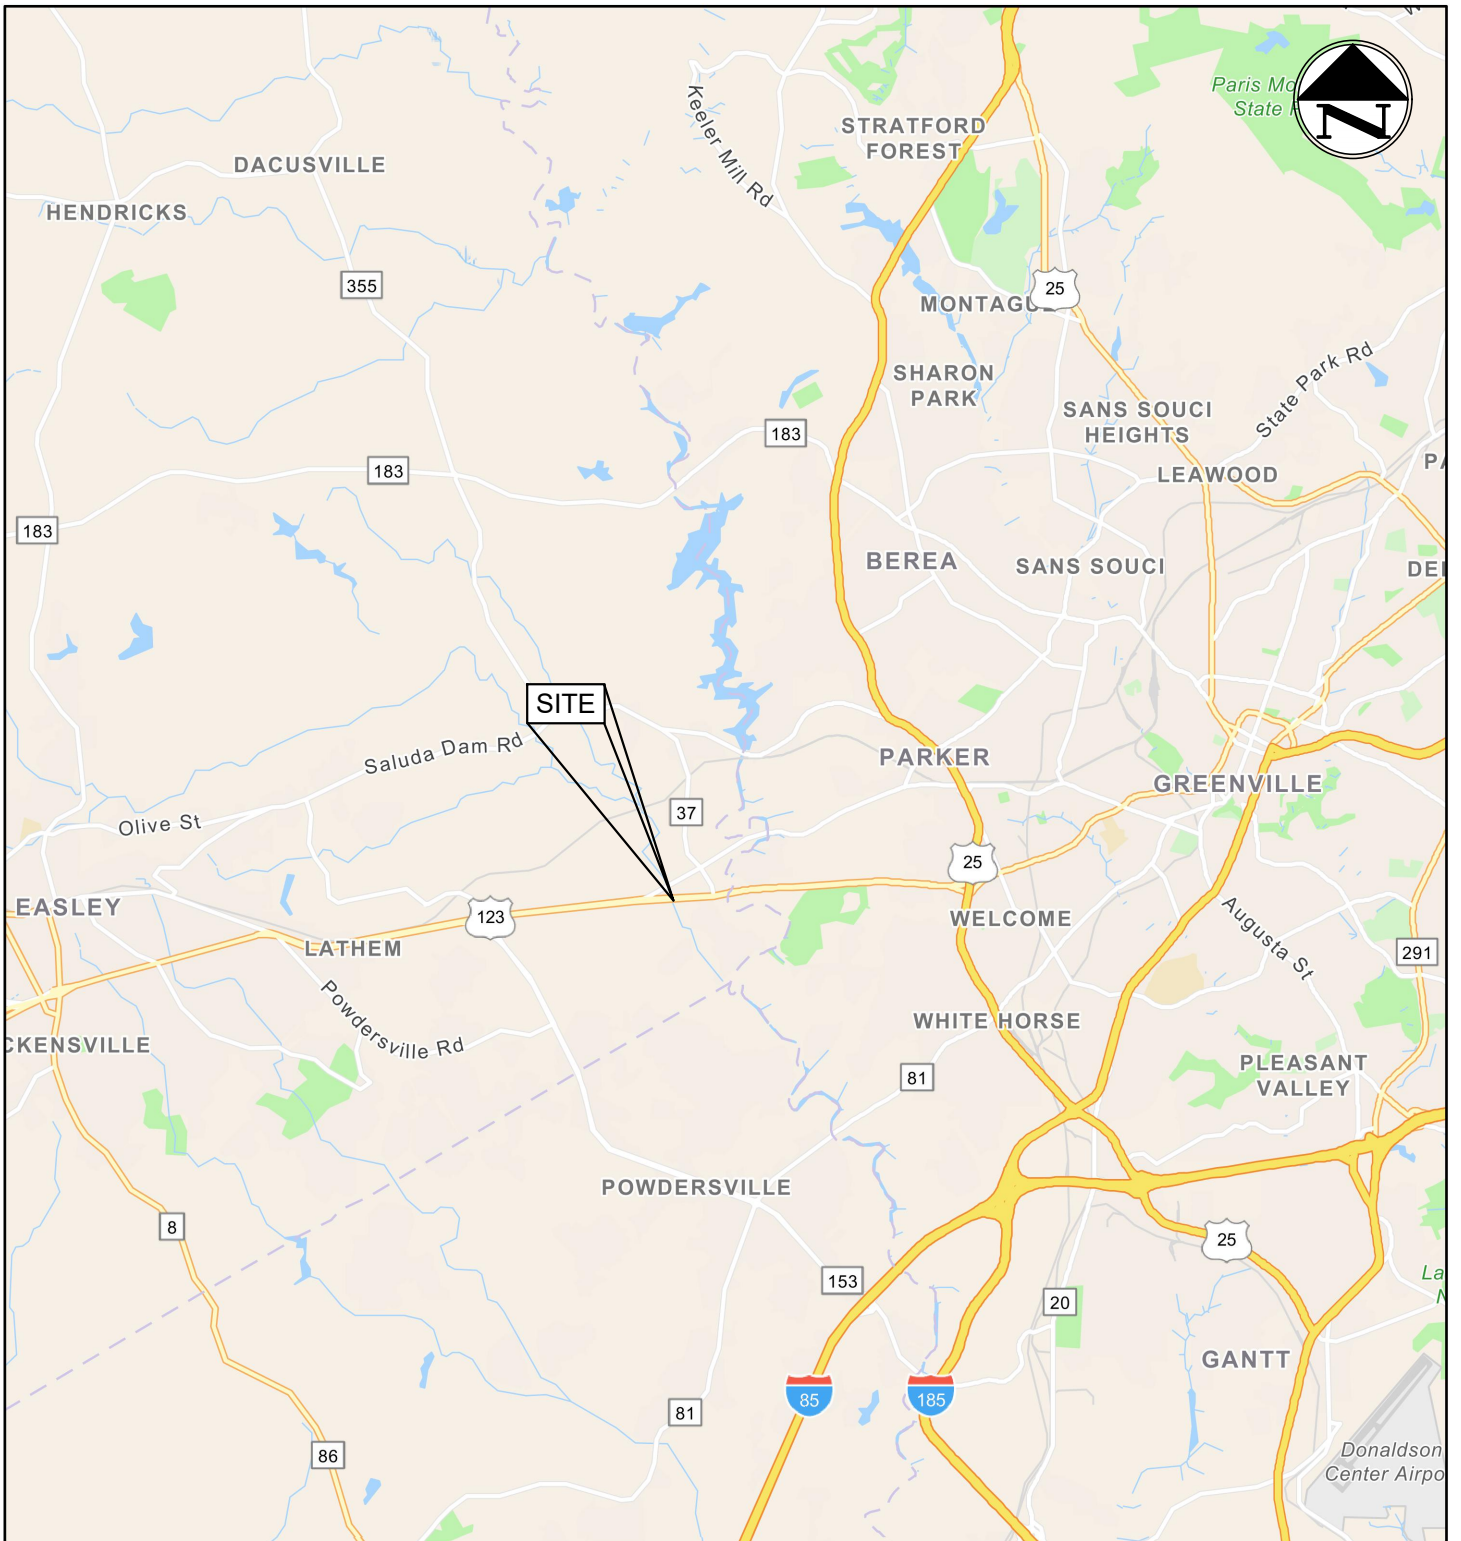 Paris Mo
State
Keeler Mill Rd
STRATFORD
FOREST
DACUSVILLE
HENDRICKS
N
355
25
MONTAGU
SHARON
PARK
State Park Rd
SANS SOUCI
HEIGHTS
183
LEAWOOD
183
183
BEREA
SANS SOUCI
SITE
Saluda Dam Rd
PARKER
GREENVILLE
Olive St
37
25
EASLEY
123
WELCOME
LATHEM
Augusta St
291
Powdersville Rd
WHITE HORSE
CKENSVILLE
81
PLEASANT
VALLEY
POWDERSVILLE
8
25
153
20
La
GANTT
85
185
81
86
Donaldson
Center Airpo